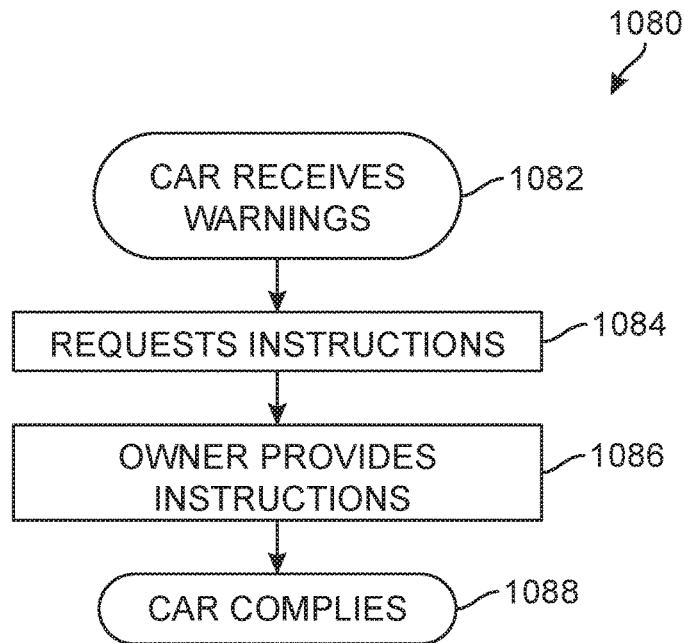 1080
CAR RECEIVES
WARNINGS
1082
REQUESTS INSTRUCTIONS
1084
OWNER PROVIDES
INSTRUCTIONS
1086
CAR COMPLIES
1088